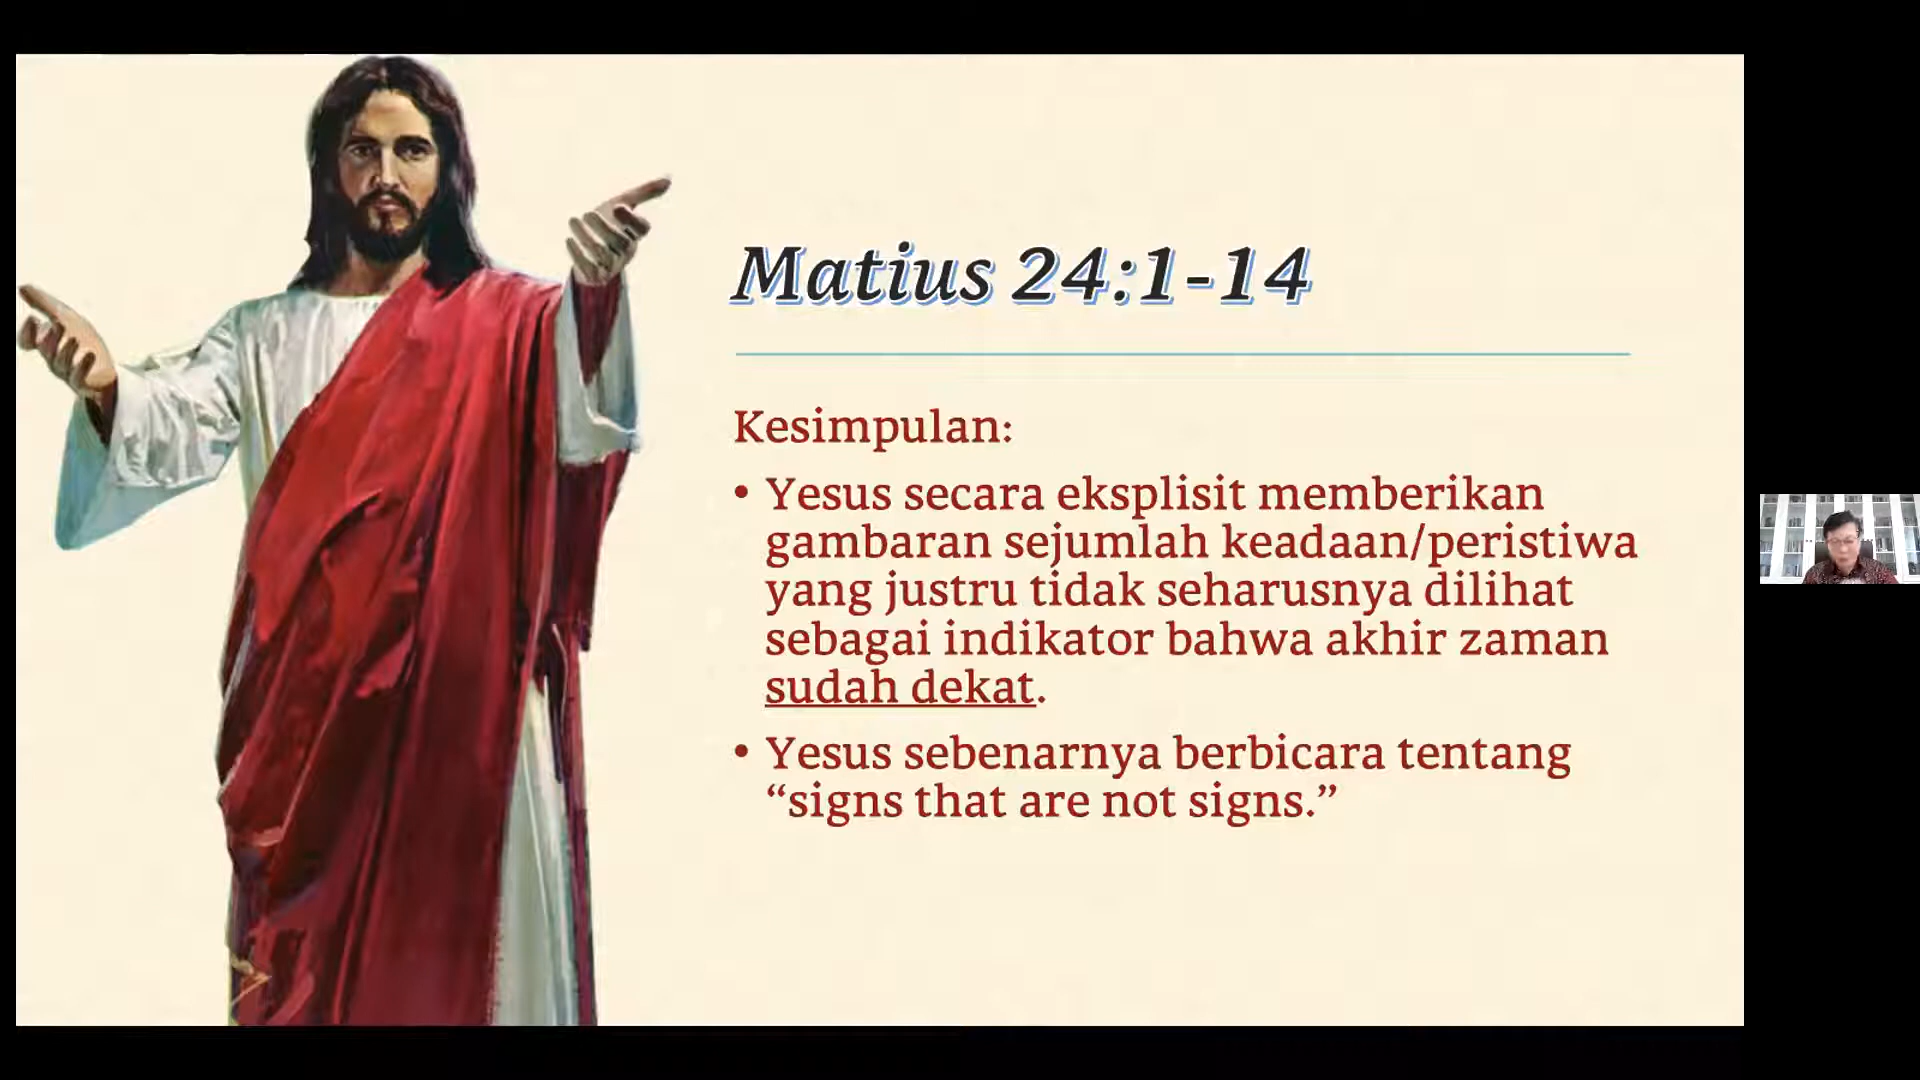 Matius 24:1-14
Kesimpulan:
• Yesus secara eksplisit memberikan
gambaran sejumlah keadaan/peristiwa
yang justru tidak seharusnya dilihat
sebagai indikator bahwa akhir zaman
sudah dekat.
• Yesus sebenarnya berbicara tentang
“signs that are not signs.”